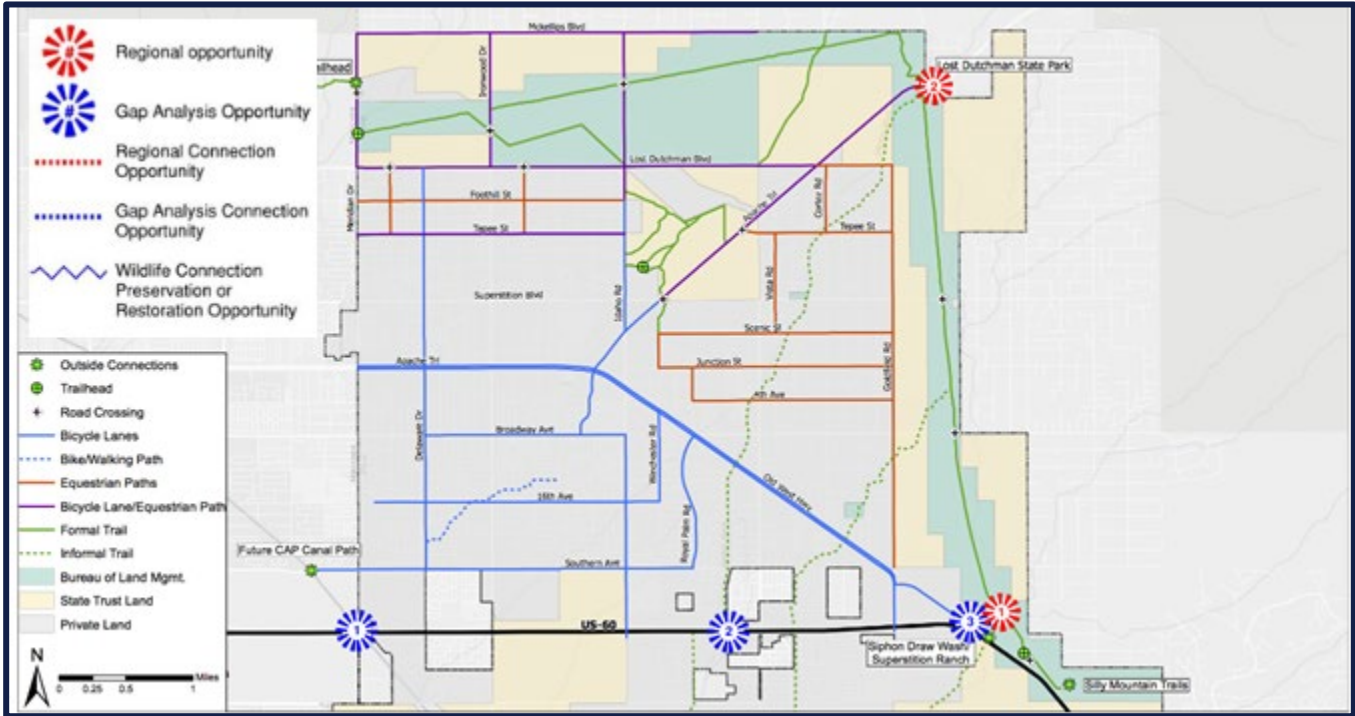 Regional opportunity
Gap Analysis Opportunity
Regional Connection
Opportunity
Gap Analysis Connection
Opportunity
Wildlife Connection
Preservation or
Restoration Opportunity
Outside Connections
Trailhead
Road Crossing
Bicycle Lanes
Bike/Walking Path
Equestrian Paths
Bicycle Lane/Equestrian Path
Formal Trail
Informal Trail
Bureau of Land Mgmt.
State Trust Land
Private Land
N
0 0.25 0.5 1 Miles
#
#
Mckellips Blvd
ailhead
Ironwood Dr
Lost Dutchman State Park
2
Lost Dutchman Blvd
Meridian Dr
Foothill St
Tepee St
Apache Trl
Cortez Rd
Tepee St
Vista Rd
Superstition Blvd
Idaho Rd
Scenic St
Junction St
Goldfield Rd
4th Ave
Apache Trl
Delaware Dr
Broadway Ave
Winchester Rd
Old West Hwy
16th Ave
Royal Palm Rd
Future CAP Canal Path
Southern Ave
1
US-60
2
3
1
Siphon Draw Wash/
Superstition Ranch
Silly Mountain Trails